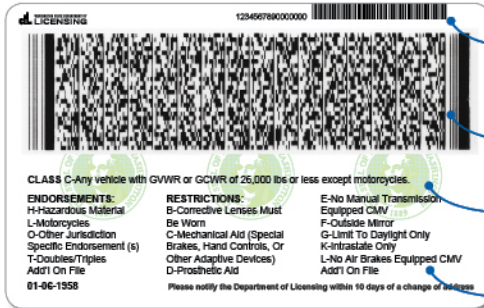 LICENSING
1234567890000000
CLASS C-Any vehicle with GVWR or GCWR of 26,000 lbs or less except motorcycles.
ENDORSEMENTS:
H-Hazardous Material
L-Motorcycles
O-Other Jurisdiction
Specific Endorsement (s)
T-Doubles/Triples
Add'l On File
RESTRICTIONS:
B-Corrective Lenses Must
Be Worn
C-Mechanical Aid (Special
Brakes, Hand Controls, Or
Other Adaptive Devices)
D-Prosthetic Aid
E-No Manual Transmission
Equipped CMV
F-Outside Mirror
G-Limit To Daylight Only
K-Intrastate Only
L-No Air Brakes Equipped CMV
Add'l On File
01-06-1958
Please notify the Department of Licensing within 10 days of a change of address